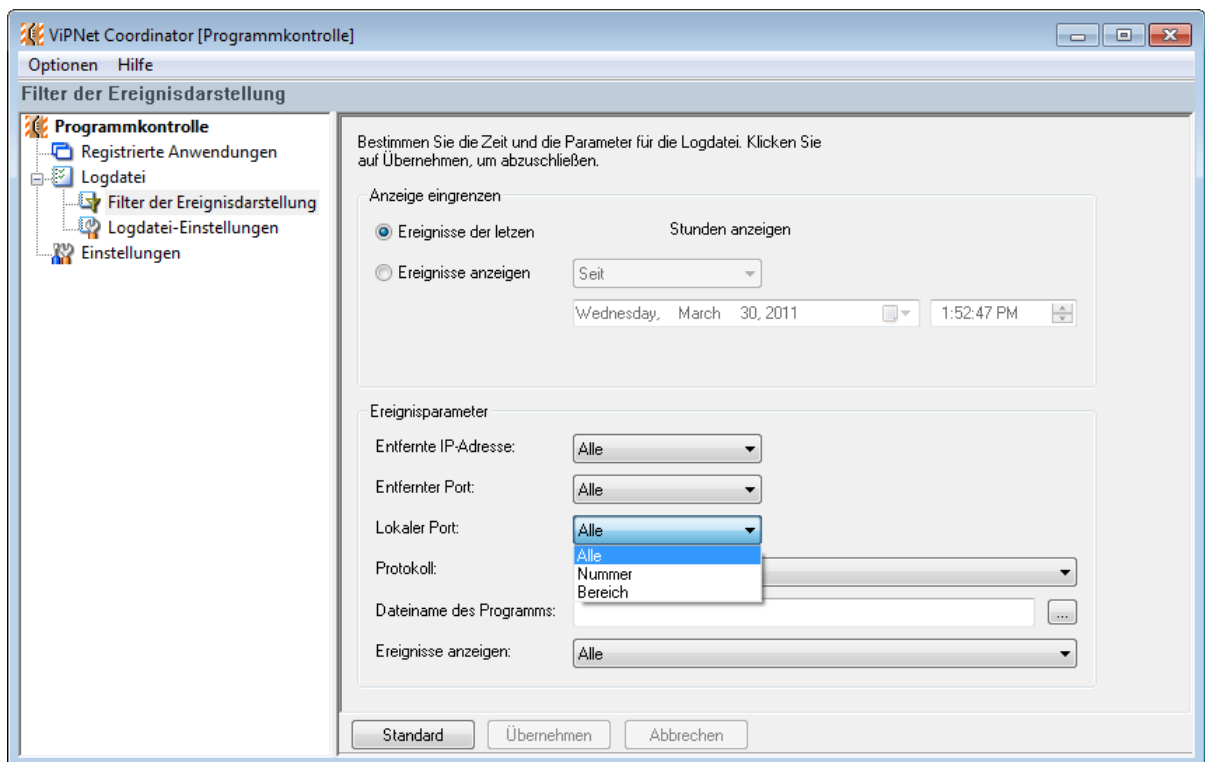 ViPNet Coordinator [Programmkontrolle]
Optionen Hilfe
Filter der Ereignisdarstellung
Programmkontrolle
Registrierte Anwendungen
Logdatei
Filter der Ereignisdarstellung
Logdatei-Einstellungen
Einstellungen
Bestimmen Sie die Zeit und die Parameter für die Logdatei. Klicken Sie
auf Übernehmen, um abzuschließen.
Anzeige eingrenzen
Ereignisse der letzen Stunden anzeigen
Ereignisse anzeigen Seit
Wednesday, March 30, 2011 1:52:47 PM
Ereignisparameter
Entfernte IP-Adresse: Alle
Entfernter Port: Alle
Lokaler Port: Alle
Alle
Nummer
Bereich
Protokoll:
Dateiname des Programms: ...
Ereignisse anzeigen: Alle
Standard Übernehmen Abbrechen